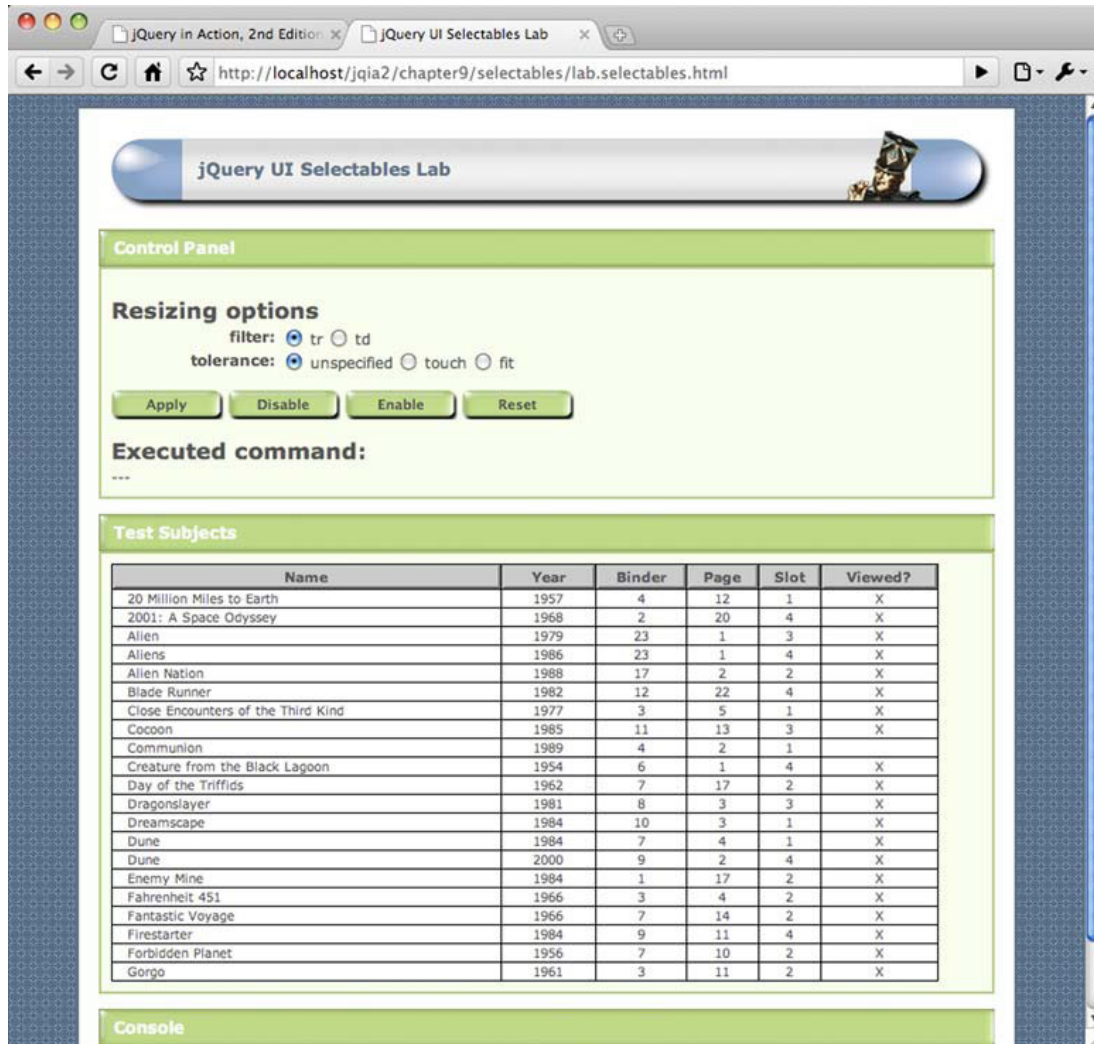 jQuery in Action, 2nd Edition
jQuery UI Selectables Lab
http://localhost/jqia2/chapter9/selectables/lab.selectables.html
jQuery UI Selectables Lab
Control Panel
Resizing options
filter: tr td
tolerance: unspecified touch fit
Apply Disable Enable Reset
Executed command:
---
Test Subjects
Name Year Binder Page Slot Viewed?
20 Million Miles to Earth 1957 4 12 1 X
2001: A Space Odyssey 1968 2 20 4 X
Alien 1979 23 1 3 X
Aliens 1986 23 1 4 X
Alien Nation 1988 17 2 2 X
Blade Runner 1982 12 22 4 X
Close Encounters of the Third Kind 1977 3 5 1 X
Cocoon 1985 11 13 3 X
Communion 1989 4 2 1
Creature from the Black Lagoon 1954 6 1 4 X
Day of the Triffids 1962 7 17 2 X
Dragonslayer 1981 8 3 3 X
Dreamscape 1984 10 3 1 X
Dune 1984 7 4 1 X
Dune 2000 9 2 4 X
Enemy Mine 1984 1 17 2 X
Fahrenheit 451 1966 3 4 2 X
Fantastic Voyage 1966 7 14 2 X
Firestarter 1984 9 11 4 X
Forbidden Planet 1956 7 10 2 X
Gorgo 1961 3 11 2 X
Console